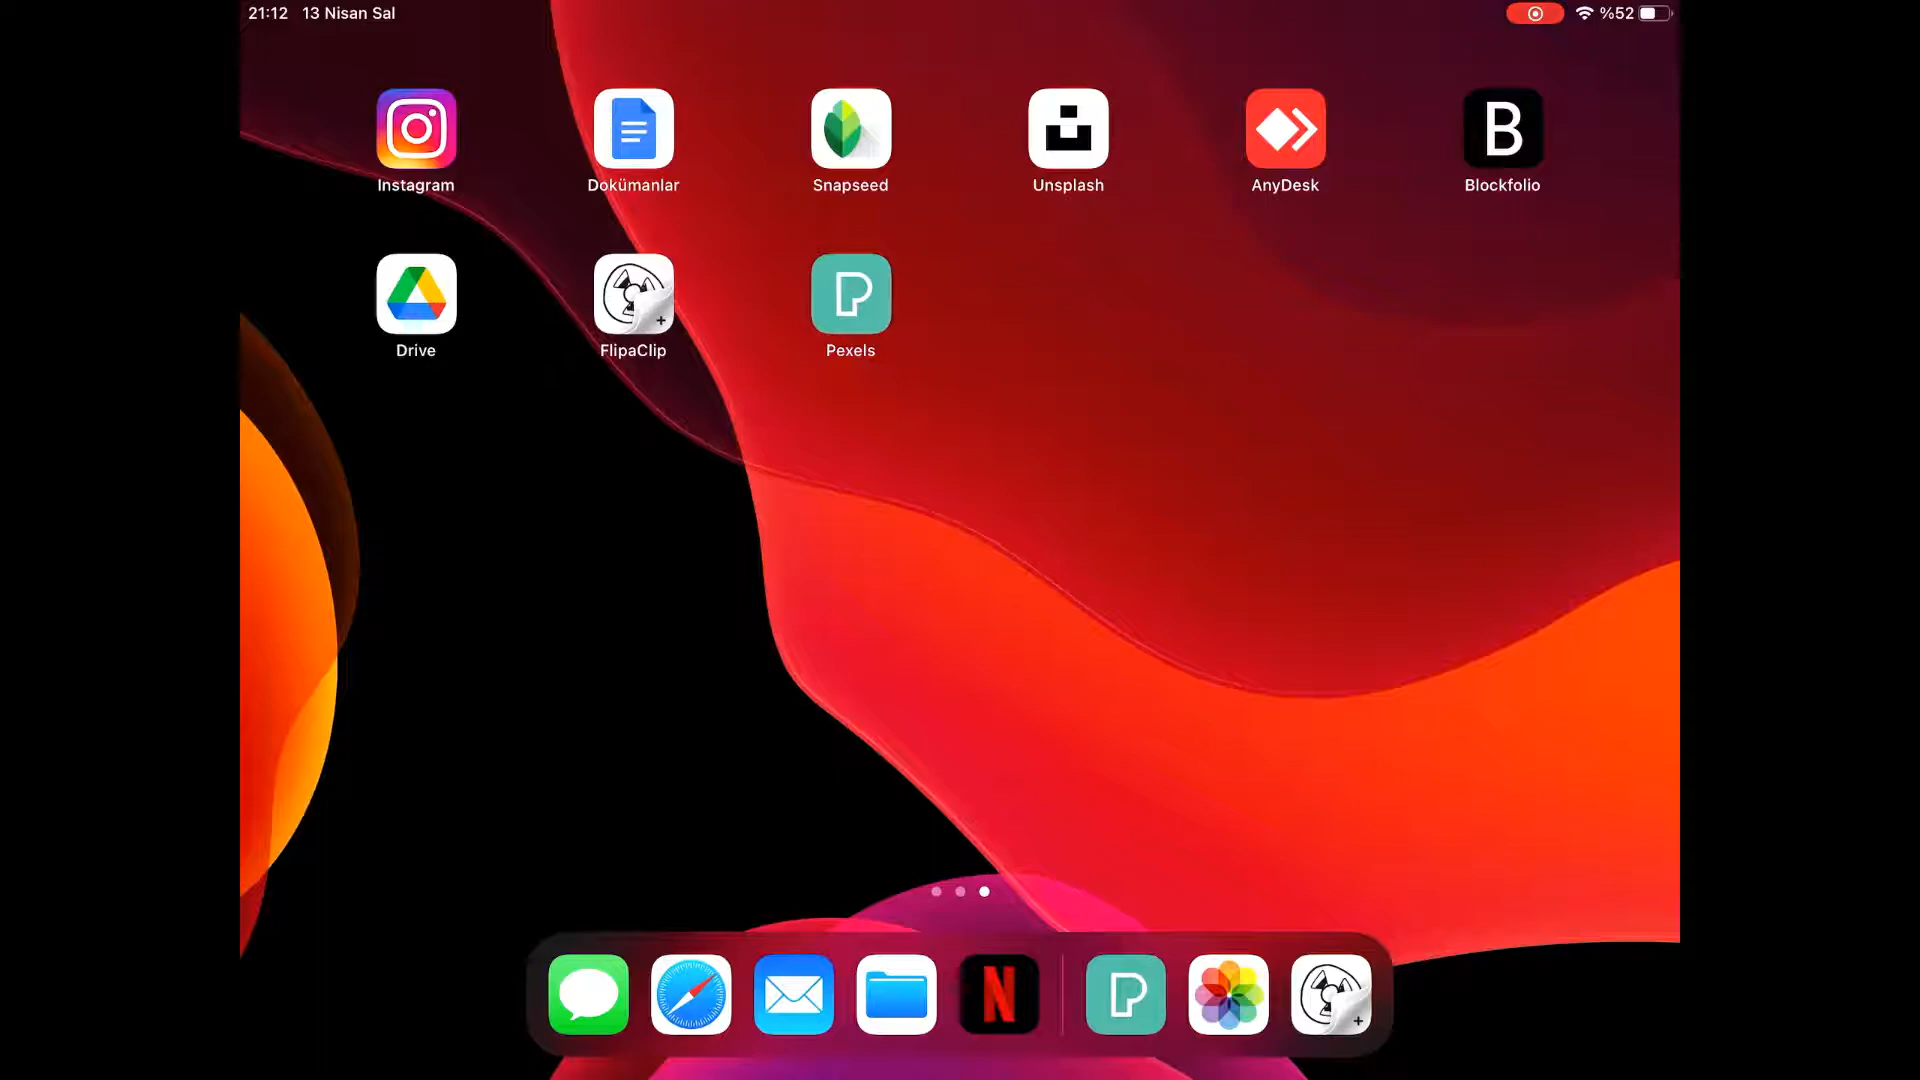 21:12 13 Nisan Sal %52
Instagram Dokümanlar Snapseed Unsplash AnyDesk Blockfolio
Drive FlipaClip Pexels